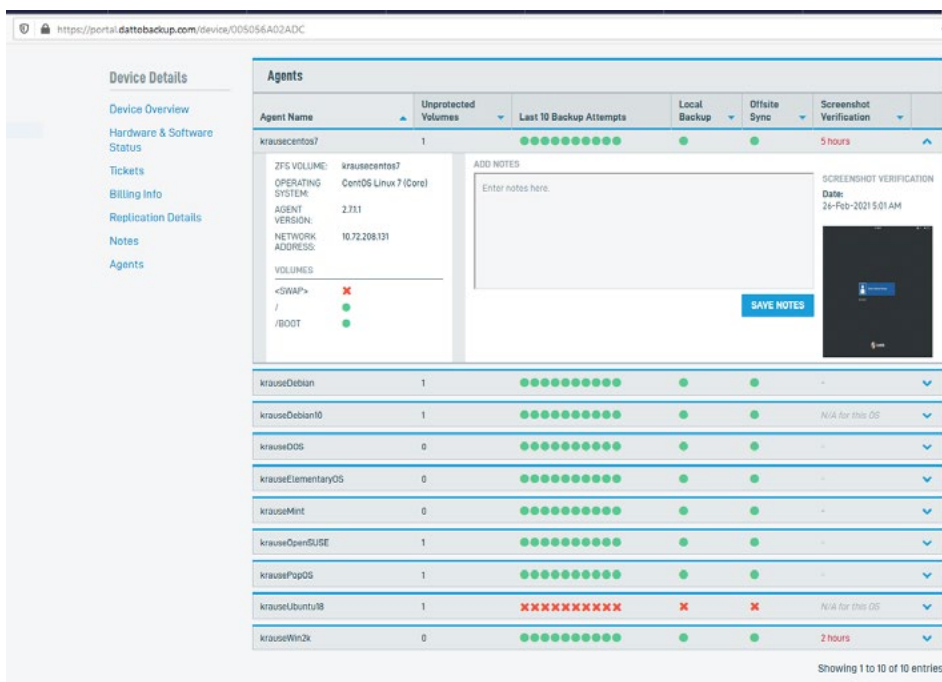 https://portal.dattobackup.com/device/005056A02ADC
Device Details
Device Overview
Hardware & Software
Status
Tickets
Billing Info
Replication Details
Notes
Agents
Agents
Agent Name
Unprotected
Volumes
Last 10 Backup Attempts
Local
Backup
Offsite
Sync
Screenshot
Verification
krausecentos7 1 5 hours
ZFS VOLUME: krausecentos7
OPERATING
SYSTEM: CentOS Linux 7 (Core)
AGENT
VERSION: 2.7.1.1
NETWORK
ADDRESS: 10.72.208.131
VOLUMES
<SWAP>
/
/BOOT
ADD NOTES
Enter notes here.
SAVE NOTES
SCREENSHOT VERIFICATION
Date:
26-Feb-2021 5:01 AM
krauseDebian 1 -
krauseDebian10 1 N/A for this OS
krauseDOS 0 -
krauseElementaryOS 0 -
krauseMint 0 -
krauseOpenSUSE 1 -
krausePopOS 1 -
krauseUbuntu18 1 N/A for this OS
krauseWin2k 0 2 hours
Showing 1 to 10 of 10 entries